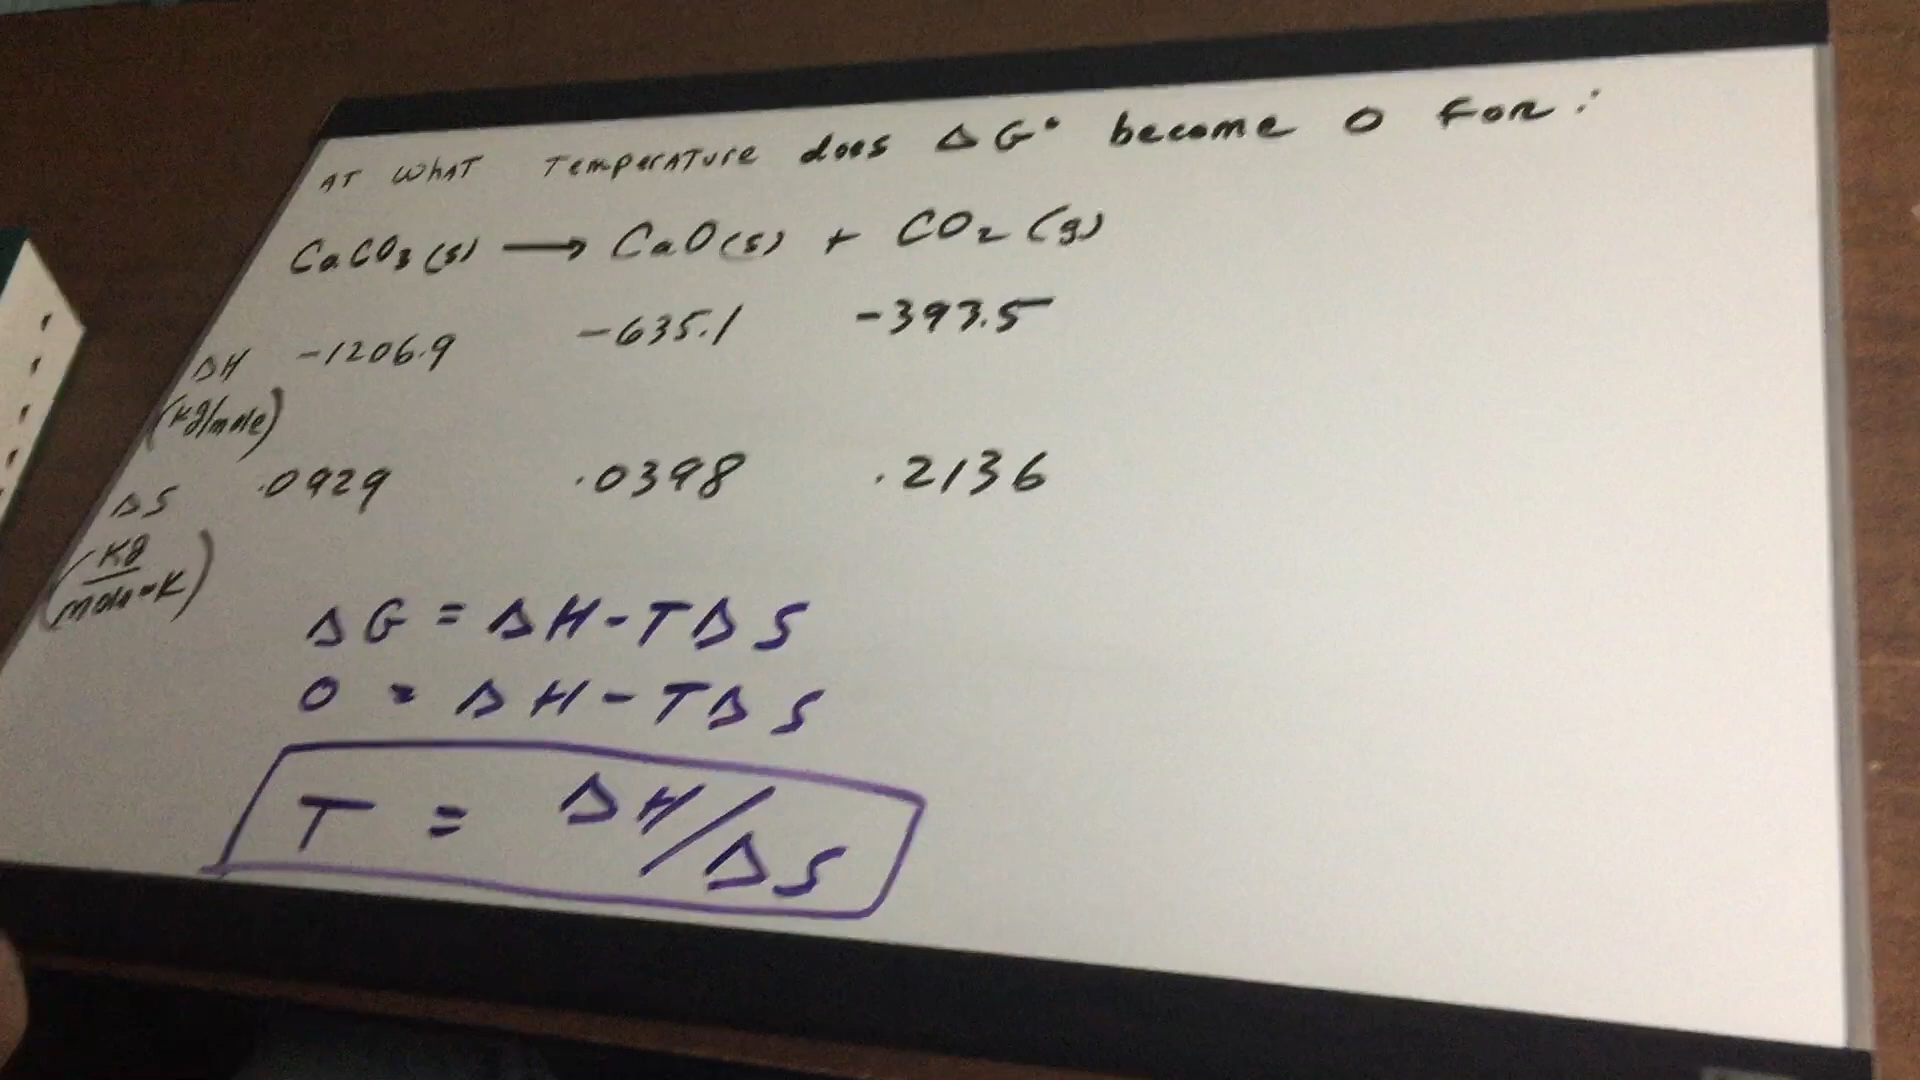 AT WHAT Temperature does ΔG° become 0 For:
CaCO₃(s) → CaO(s) + CO₂(g)
ΔH -1206.9 -635.1 -393.5
(kJ/mole)
ΔS .0929 .0398 .2136
(KJ/mole-K)
ΔG = ΔH-TΔS
0 = ΔH-TΔS
T = ΔH/ΔS